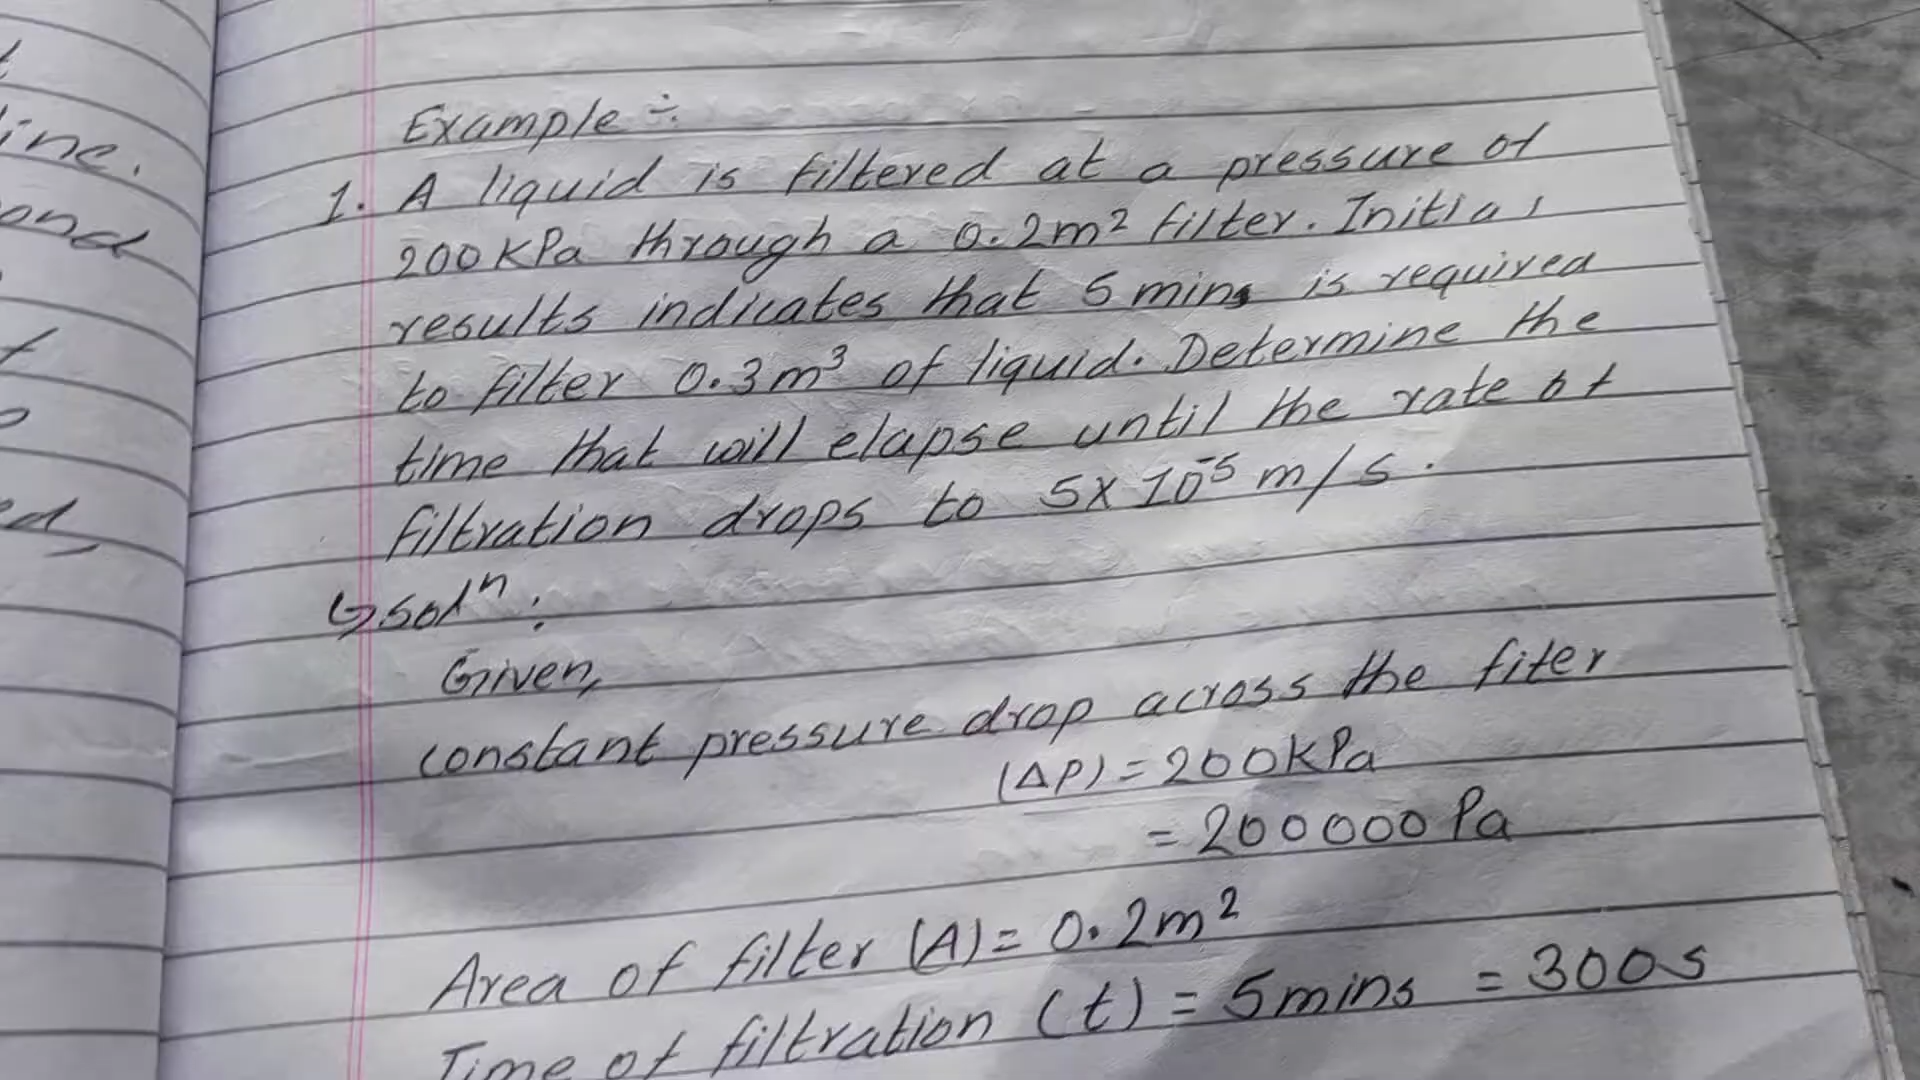 ine.
ond
ed,
Example :-
1. A liquid is filtered at a pressure of
200 KPa through a 0.2m² filter. Initial
results indicates that 5 mins is required
to filter 0.3m³ of liquid. Determine the
time that will elapse until the rate of
filtration drops to 5x10⁻⁵ m/s.
↳ solⁿ:
Given,
constant pressure drop across the fiter
(ΔP) = 200kPa
= 200000 Pa
Area of filter (A) = 0.2m²
Time of filtration (t) = 5mins = 300s